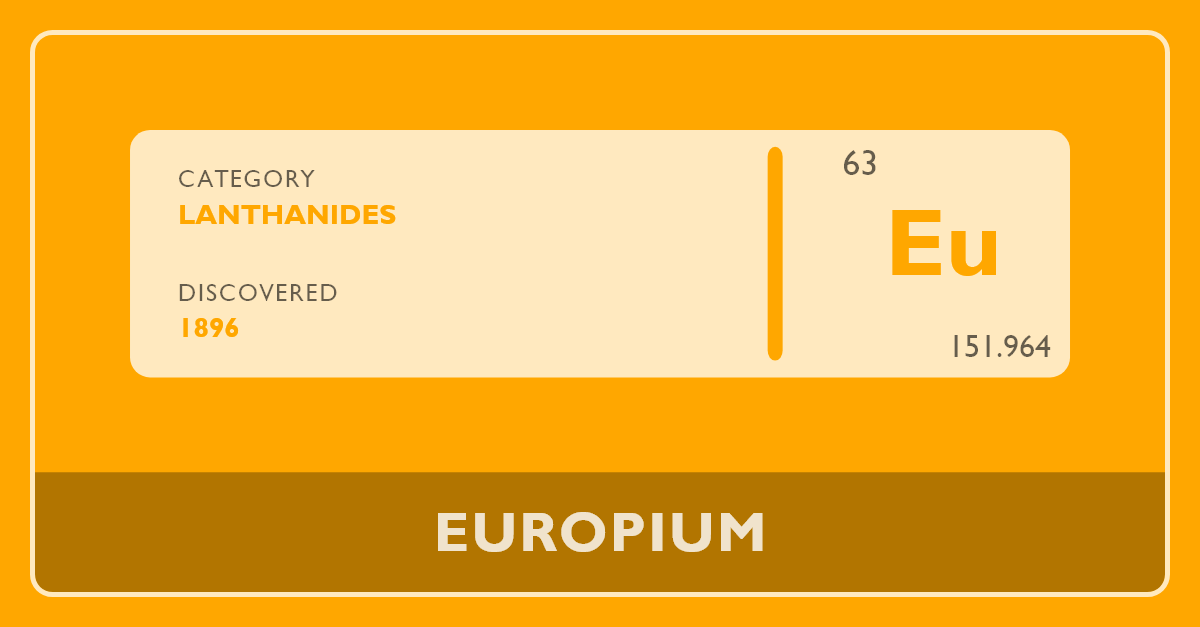 CATEGORY
LANTHANIDES
DISCOVERED
1896
63
Eu
151.964
EUROPIUM